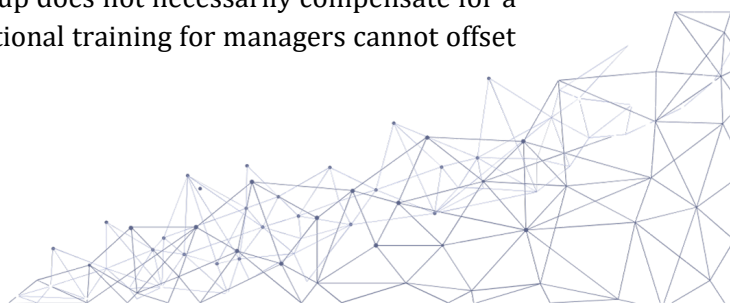 up does not necessarily compensate for a
tional training for managers cannot offset